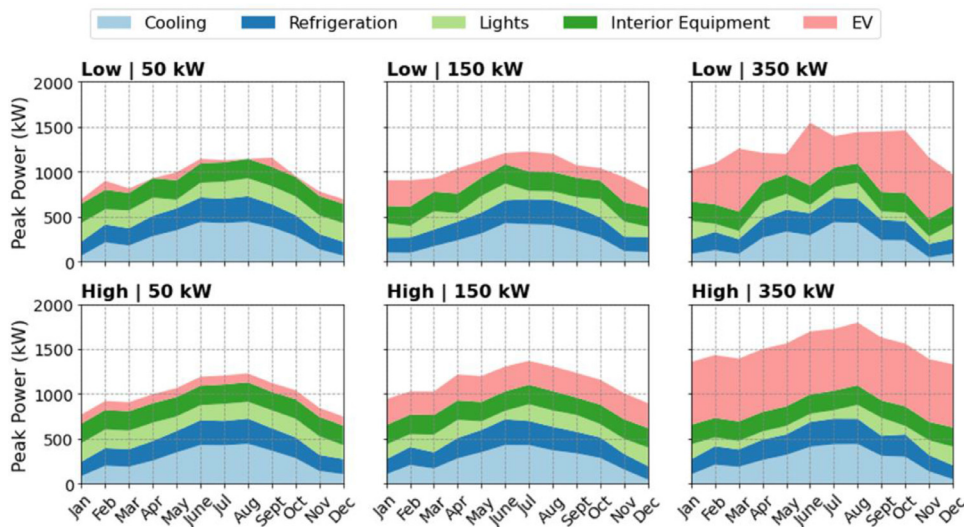 Cooling Refrigeration Lights Interior Equipment EV
Low | 50 kW Low | 150 kW Low | 350 kW
Peak Power (kW)
2000
1500
1000
500
0
High | 50 kW High | 150 kW High | 350 kW
Peak Power (kW)
2000
1500
1000
500
0
Jan Feb Mar Apr May June Jul Aug Sept Oct Nov Dec
Jan Feb Mar Apr May June Jul Aug Sept Oct Nov Dec
Jan Feb Mar Apr May June Jul Aug Sept Oct Nov Dec